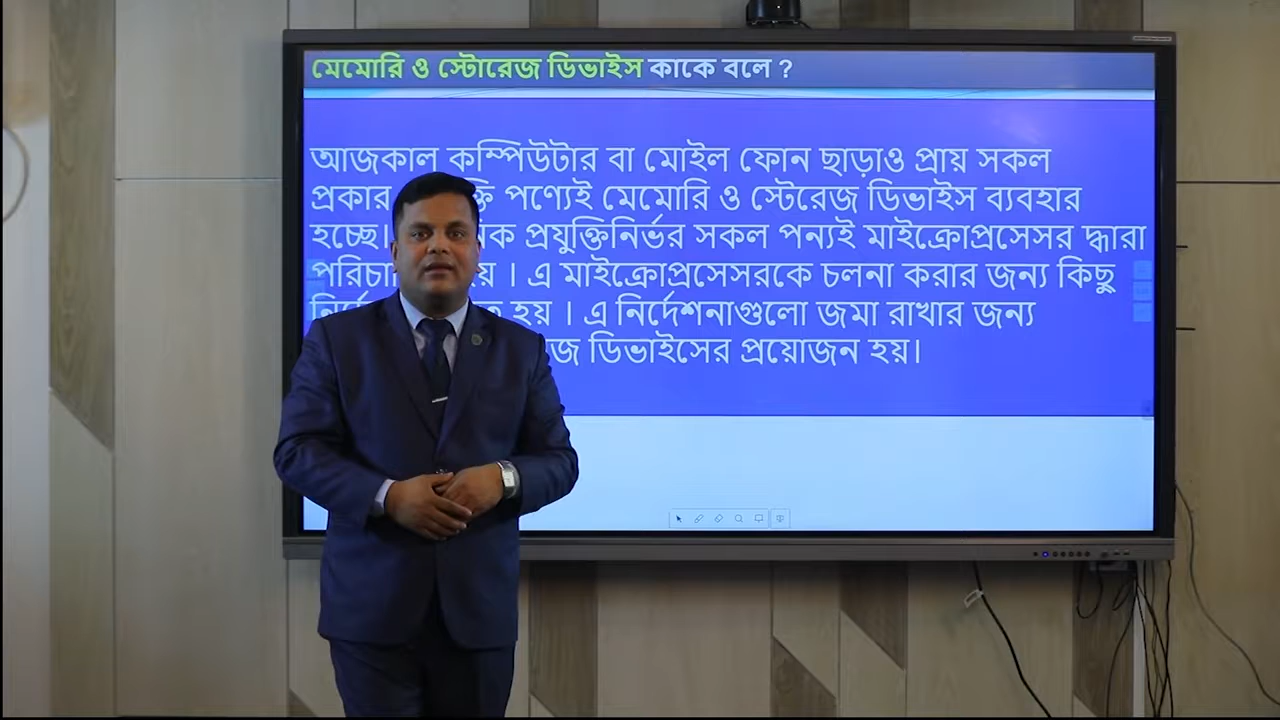 মেমোরি ও স্টোরেজ ডিভাইস কাকে বলে ?
আজকাল কম্পিউটার বা মোইল ফোন ছাড়াও প্রায় সকল
প্রকার পণ্যেই মেমোরি ও স্টেরেজ ডিভাইস ব্যবহার
হচ্ছে। প্রযুক্তিনির্ভর সকল পন্যই মাইক্রোপ্রসেসর দ্ধারা
। এ মাইক্রোপ্রসেসরকে চলনা করার জন্য কিছু
হয় । এ নির্দেশনাগুলো জমা রাখার জন্য
ডিভাইসের প্রয়োজন হয়।